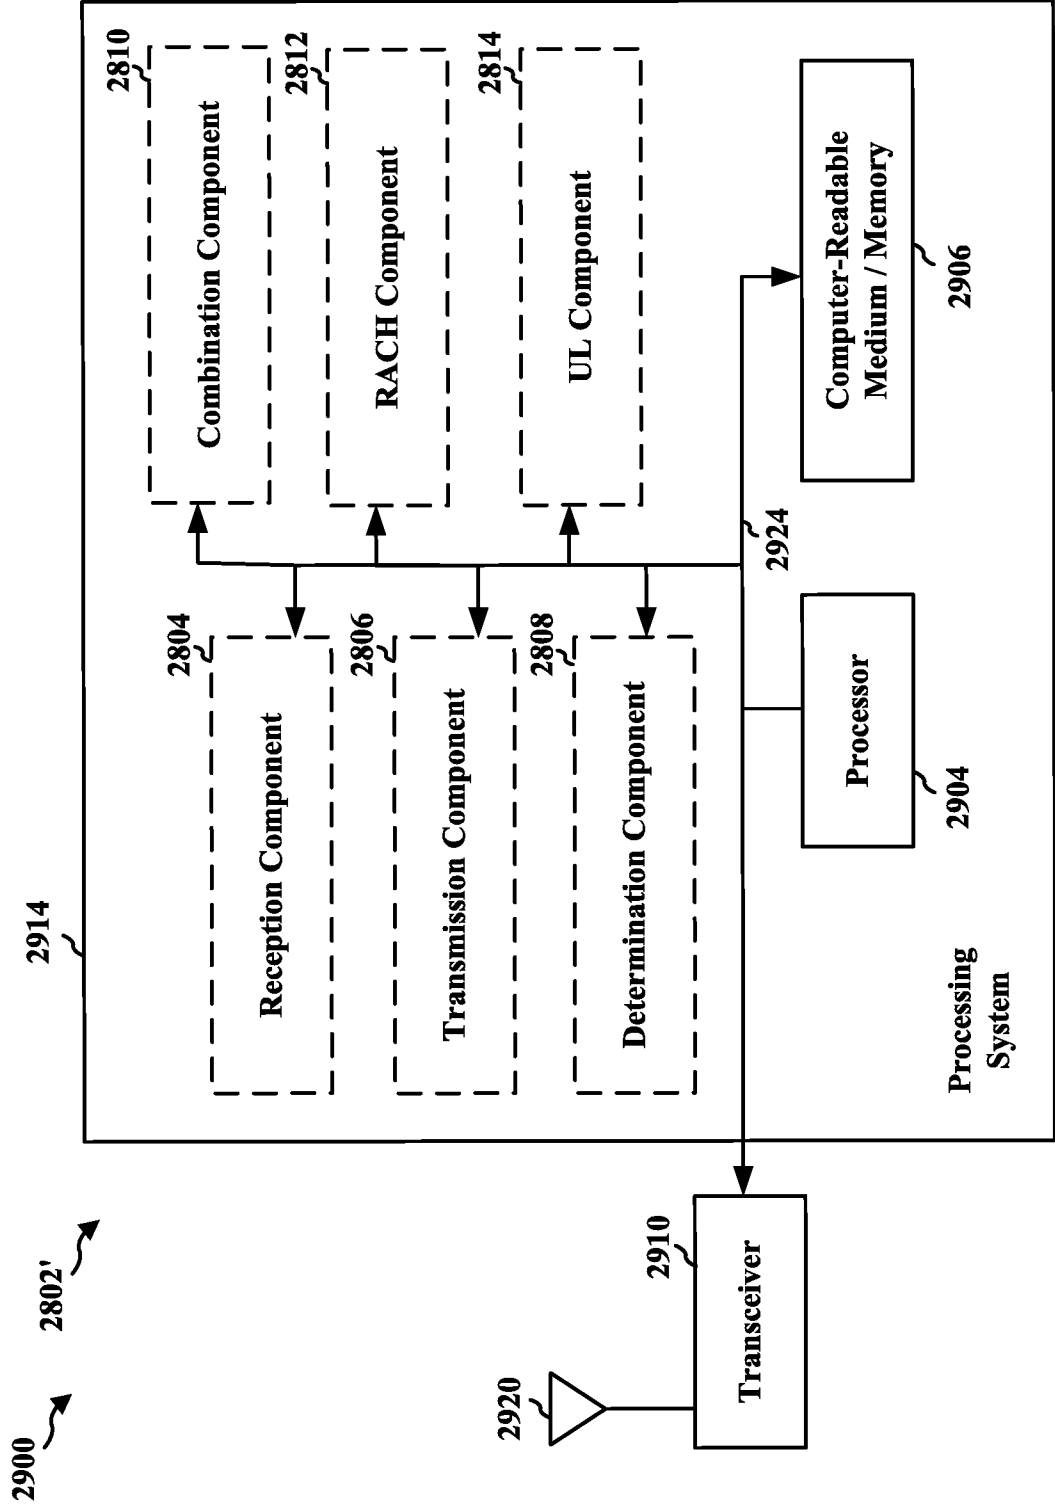 2900
2802'
2914
2920
2910
Transceiver
2804
Reception Component
2806
Transmission Component
2808
Determination Component
2810
Combination Component
2812
RACH Component
2814
UL Component
2924
Processor
2904
Computer-Readable
Medium / Memory
2906
Processing
System